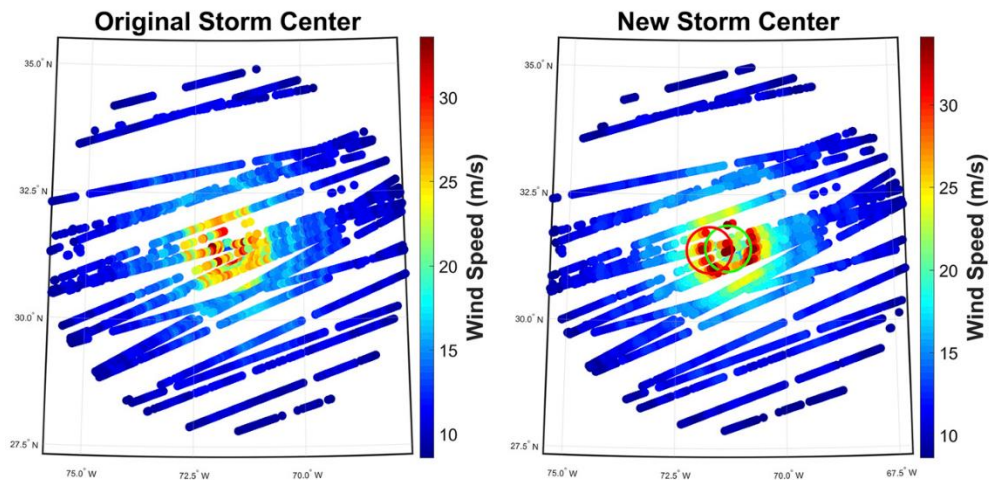 Original Storm Center
35.0° N
32.5° N
30.0° N
27.5° N
75.0° W
72.5° W
70.0° W
30
25
20
15
10
Wind Speed (m/s)
New Storm Center
35.0° N
32.5° N
30.0° N
27.5° N
75.0° W
72.5° W
70.0° W
67.5° W
30
25
20
15
10
Wind Speed (m/s)